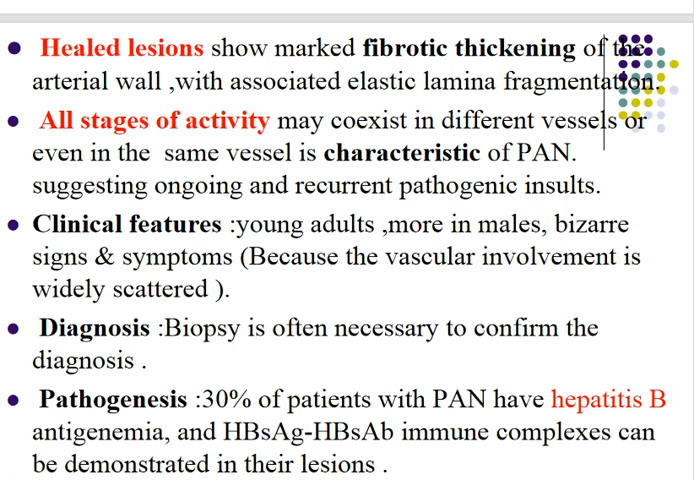 Healed lesions show marked fibrotic thickening of the
arterial wall ,with associated elastic lamina fragmentation.
All stages of activity may coexist in different vessels or
even in the same vessel is characteristic of PAN.
suggesting ongoing and recurrent pathogenic insults.
Clinical features :young adults ,more in males, bizarre
signs & symptoms (Because the vascular involvement is
widely scattered ).
Diagnosis :Biopsy is often necessary to confirm the
diagnosis .
Pathogenesis :30% of patients with PAN have hepatitis B
antigenemia, and HBsAg-HBsAb immune complexes can
be demonstrated in their lesions .